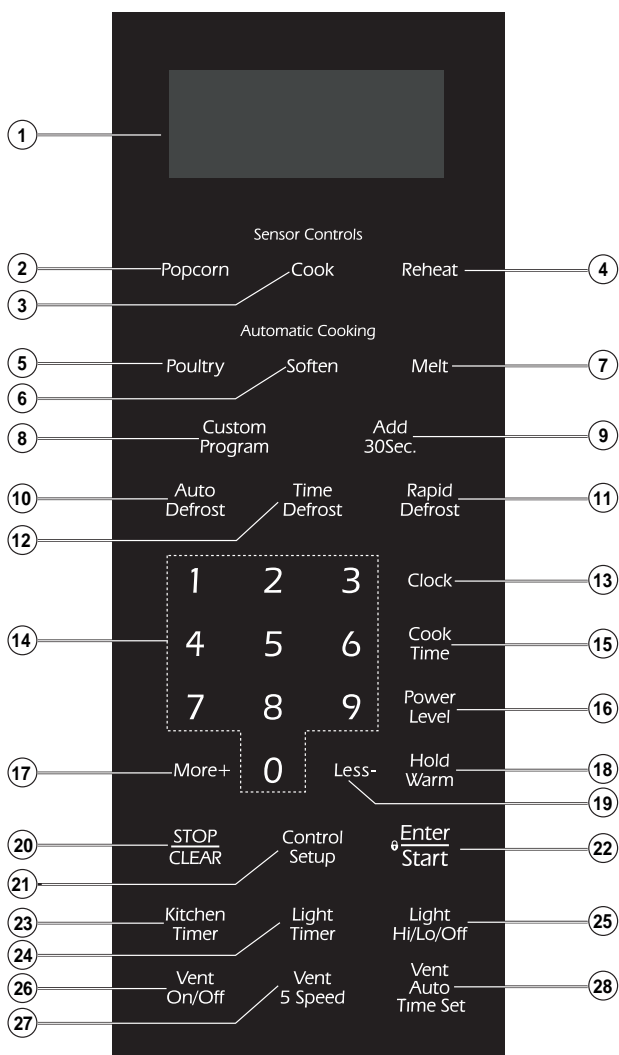 1
Sensor Controls
2 Popcorn Cook Reheat 4
3
Automatic Cooking
5 Poultry Soften Melt 7
6
Custom Add
8 Program 30Sec. 9
Auto Time Rapid
10 Defrost Defrost Defrost 11
12
1 2 3 Clock 13
Cook
14 4 5 6 Time 15
Power
7 8 9 Level 16
Hold
17 More+ 0 Less- Warm 18
19
STOP Control Enter
20 CLEAR Setup Start 22
21
Kitchen Light Light
23 Timer Timer Hi/Lo/Off 25
24
Vent Vent Vent
26 On/Off 5 Speed Auto 28
27 Time Set